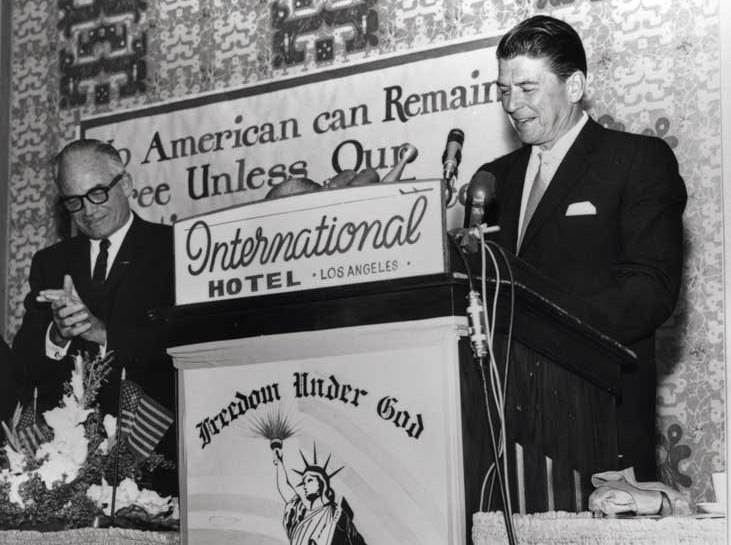 American can Remain
Unless Our
International
HOTEL • LOS ANGELES •
Freedom Under God